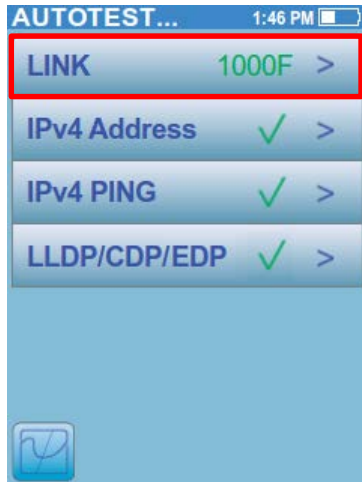 AUTOTEST... 1:46 PM
LINK 1000F >
IPv4 Address ✓ >
IPv4 PING ✓ >
LLDP/CDP/EDP ✓ >